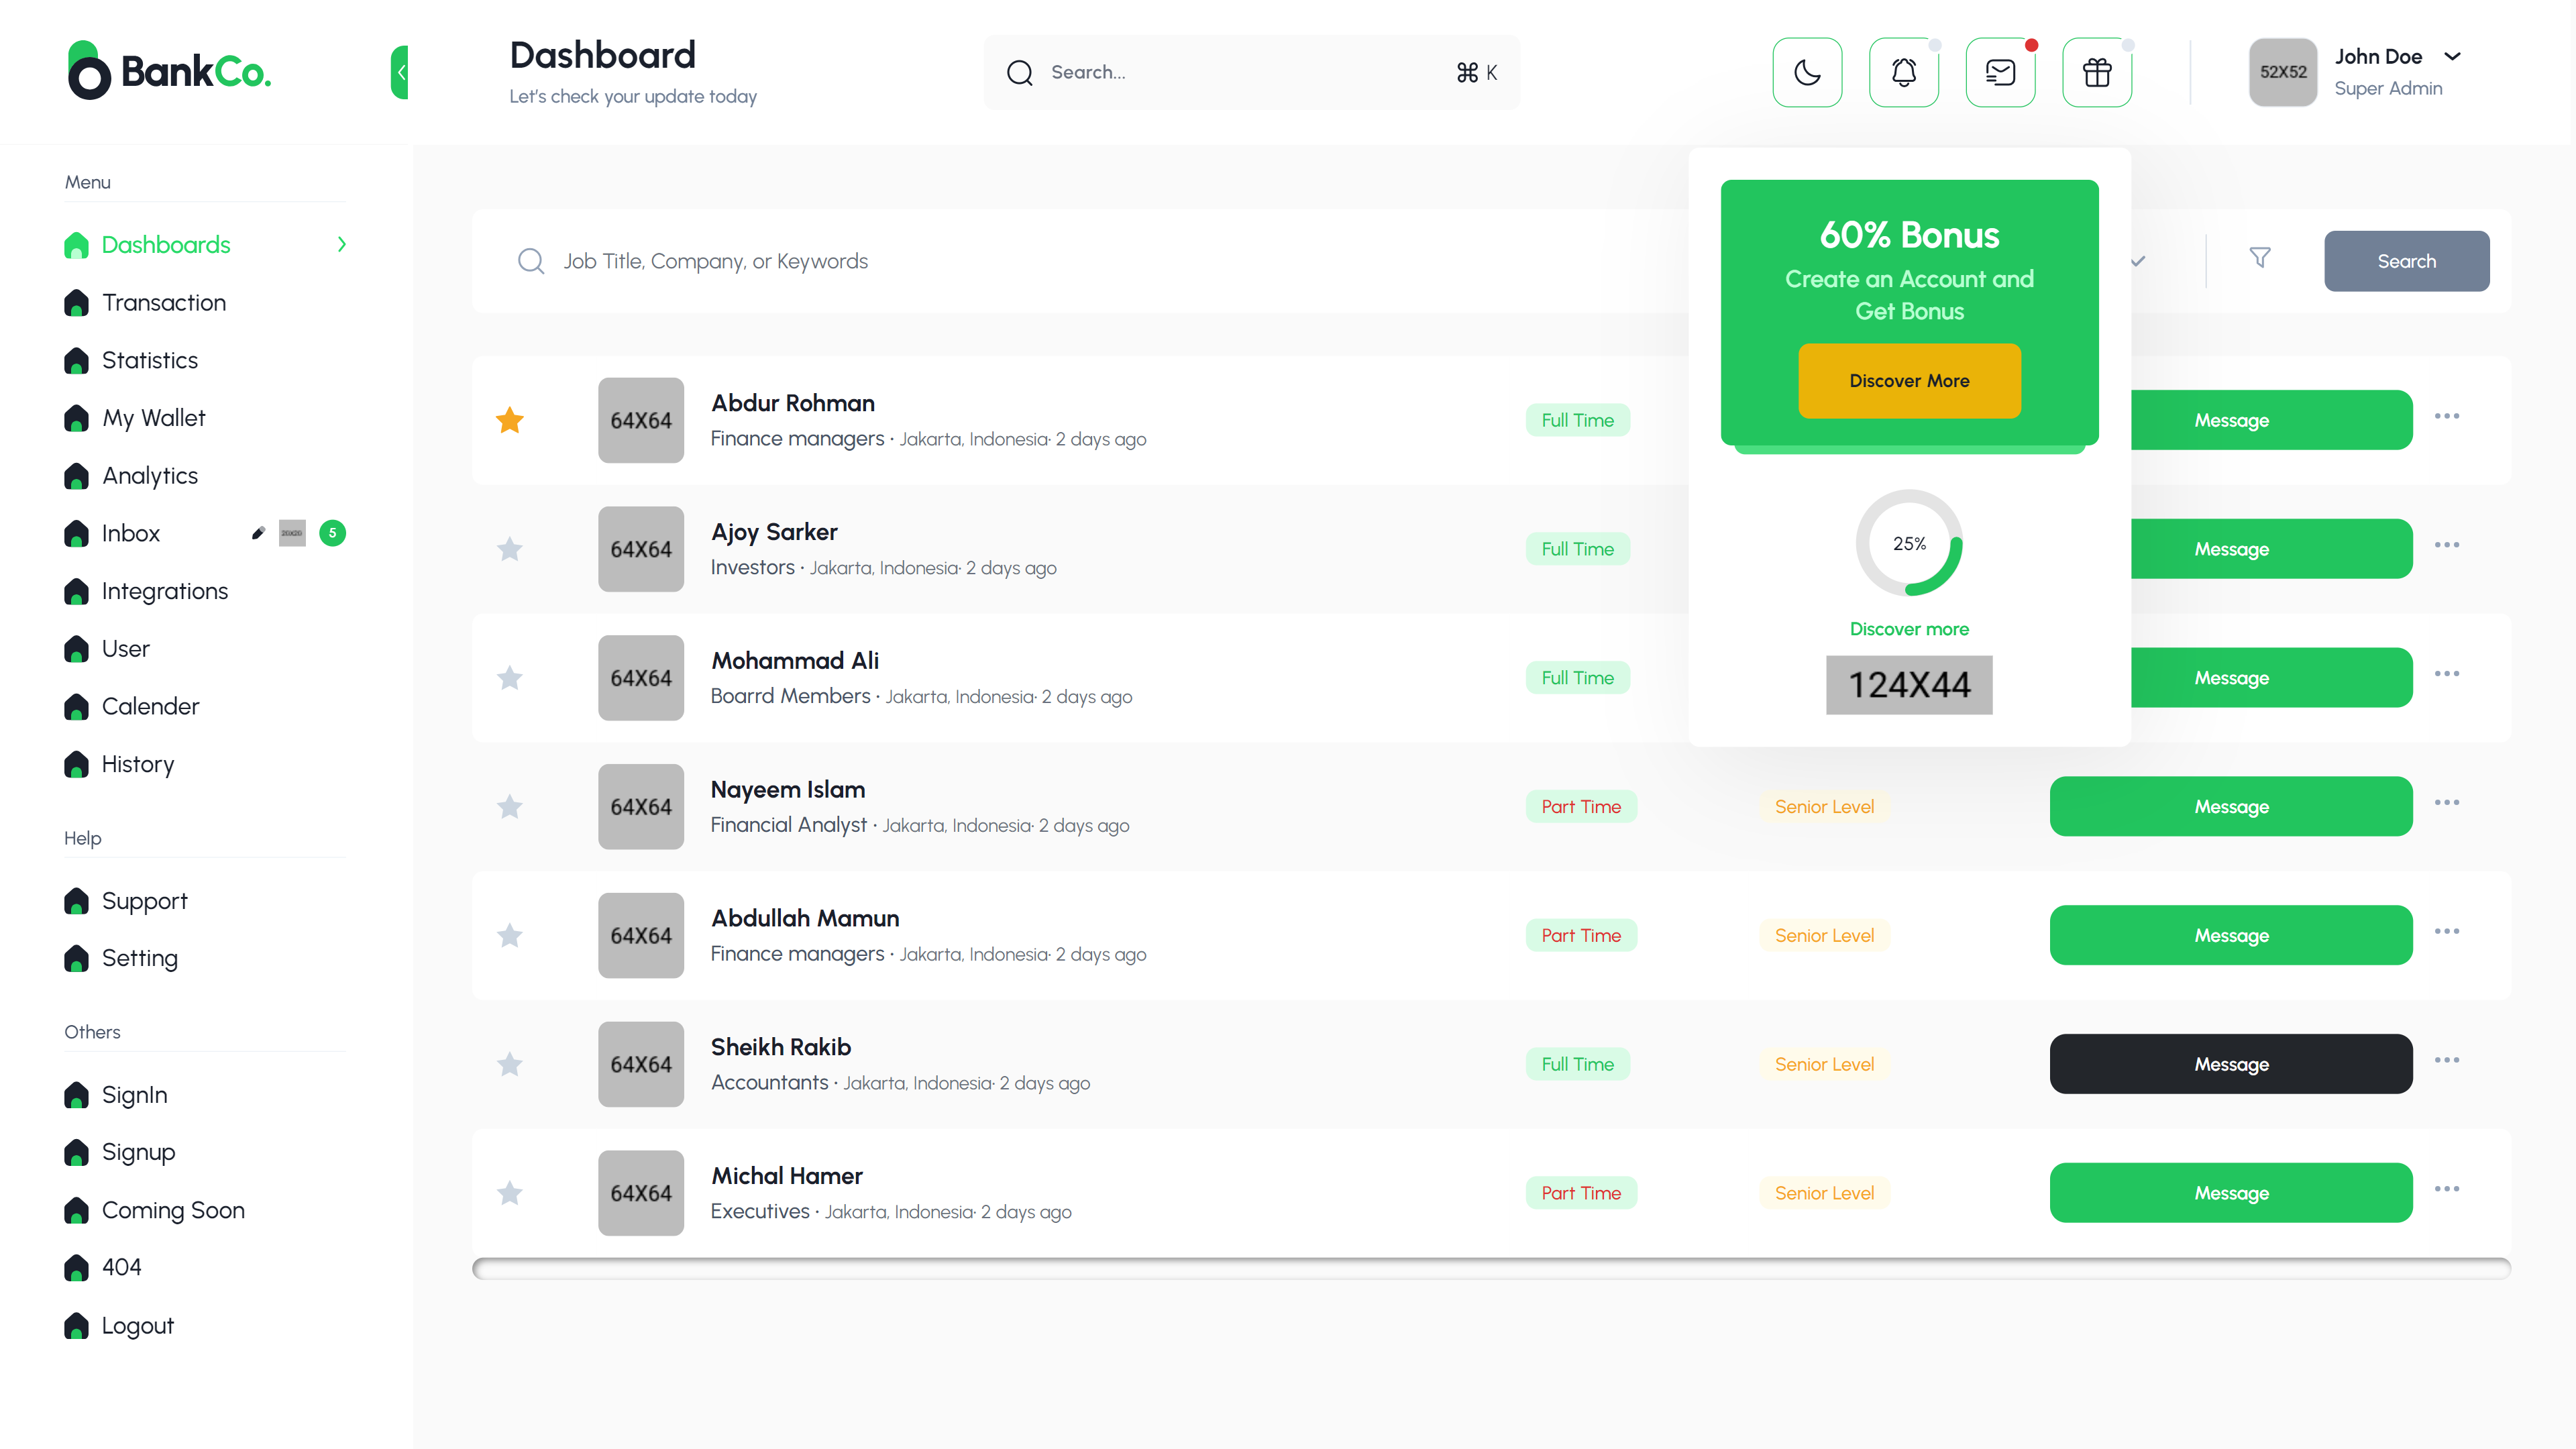 BankCo.
Dashboard
Let's check your update today
Search...
⌘ K
52X52
John Doe
Super Admin
Menu
Dashboards
Transaction
Statistics
My Wallet
Analytics
Inbox
5
Integrations
User
Calender
History
Help
Support
Setting
Others
SignIn
Signup
Coming Soon
404
Logout
Job Title, Company, or Keywords
Search
60% Bonus
Create an Account and
Get Bonus
Discover More
25%
Discover more
124X44
64X64
Abdur Rohman
Finance managers · Jakarta, Indonesia· 2 days ago
Full Time
Message
64X64
Ajoy Sarker
Investors · Jakarta, Indonesia· 2 days ago
Full Time
Message
64X64
Mohammad Ali
Boarrd Members · Jakarta, Indonesia· 2 days ago
Full Time
Message
64X64
Nayeem Islam
Financial Analyst · Jakarta, Indonesia· 2 days ago
Part Time
Senior Level
Message
64X64
Abdullah Mamun
Finance managers · Jakarta, Indonesia· 2 days ago
Part Time
Senior Level
Message
64X64
Sheikh Rakib
Accountants · Jakarta, Indonesia· 2 days ago
Full Time
Senior Level
Message
64X64
Michal Hamer
Executives · Jakarta, Indonesia· 2 days ago
Part Time
Senior Level
Message